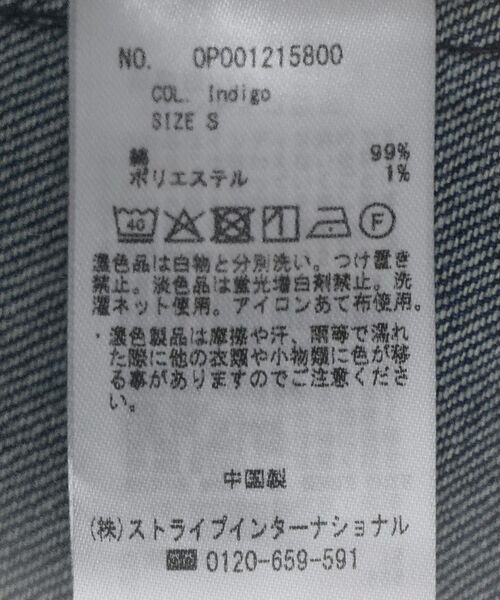 NO. 0P001215800
COL. Indigo
SIZE S
綿 99%
ポリエステル 1%
40 F
濃色品は白物と分別洗い。つけ置き
禁止。淡色品は蛍光増白剤禁止。洗
濯ネット使用。アイロンあて布使用。
・濃色製品は摩擦や汗、雨等で濡れ
た際に他の衣類や小物類に色が移
る事がありますのでご注意くださ
い。
中国製
(株)ストライプインターナショナル
0120-659-591